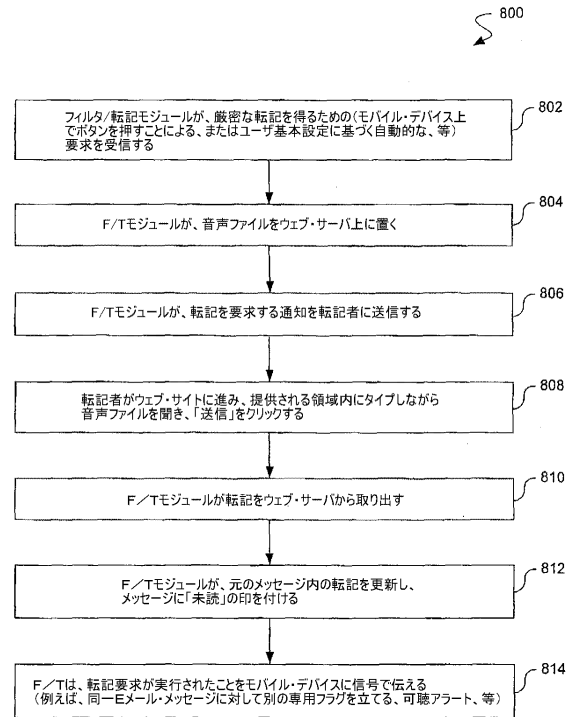 800
フィルタ/転記モジュールが、厳密な転記を得るための(モバイル・デバイス上
でボタンを押すことによる、またはユーザ基本設定に基づく自動的な、等)
要求を受信する
802
F/Tモジュールが、音声ファイルをウェブ・サーバ上に置く
804
F/Tモジュールが、転記を要求する通知を転記者に送信する
806
転記者がウェブ・サイトに進み、提供される領域内にタイプしながら
音声ファイルを聞き、「送信」をクリックする
808
F／Tモジュールが転記をウェブ・サーバから取り出す
810
F／Tモジュールが、元のメッセージ内の転記を更新し、
メッセージに「未読」の印を付ける
812
F／Tは、転記要求が実行されたことをモバイル・デバイスに信号で伝える
(例えば、同一Eメール・メッセージに対して別の専用フラグを立てる、可聴アラート、等)
814